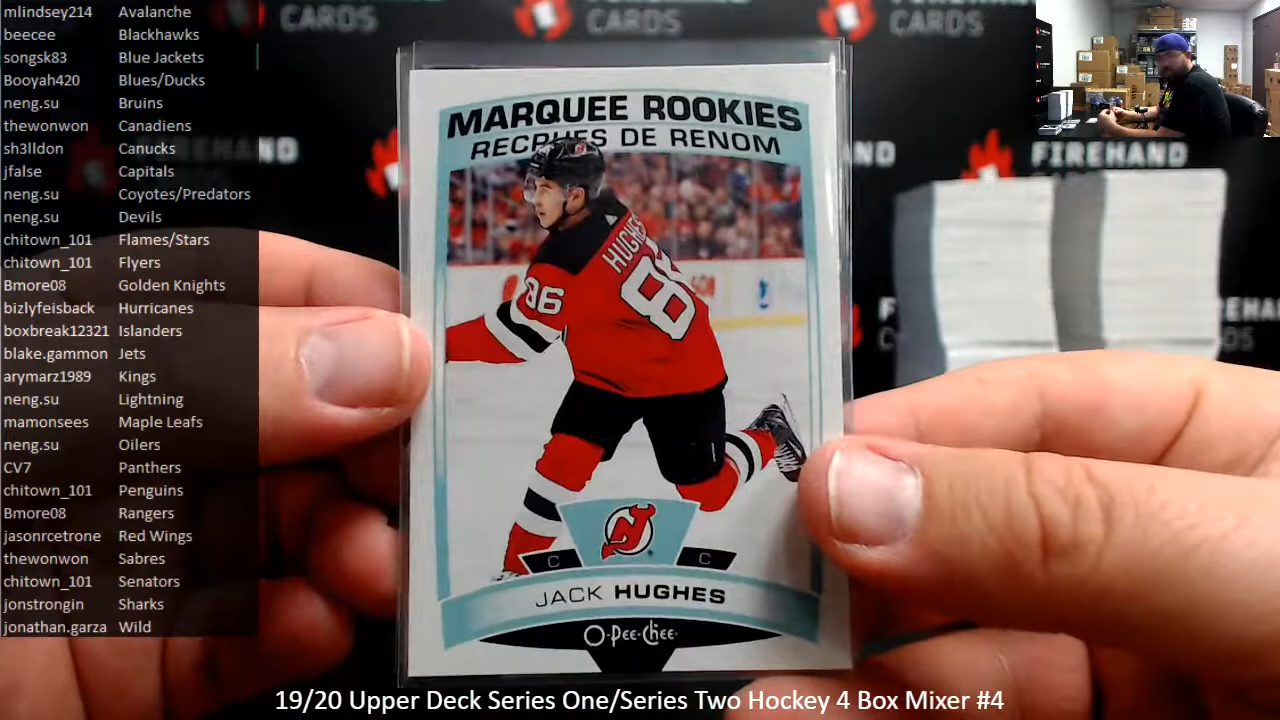 mlindsey214 Avalanche
beecee Blackhawks
songsk83 Blue Jackets
Booyah420 Blues/Ducks
neng.su Bruins
thewonwon Canadiens
sh3lldon Canucks
jfalse Capitals
neng.su Coyotes/Predators
neng.su Devils
chitown_101 Flames/Stars
chitown_101 Flyers
Bmore08 Golden Knights
bizlyfeisback Hurricanes
boxbreak12321 Islanders
blake.gammon Jets
arymarz1989 Kings
neng.su Lightning
mamonsees Maple Leafs
neng.su Oilers
CV7 Panthers
chitown_101 Penguins
Bmore08 Rangers
jasonrcetrone Red Wings
thewonwon Sabres
chitown_101 Senators
jonstrongin Sharks
jonathan.garza Wild
CARDS
CARDS
CARDS
FIREHAND
MARQUEE ROOKIES
RECRUES DE RENOM
HUGHES
86
86
C C
JACK HUGHES
O-Pee-Chee
19/20 Upper Deck Series One/Series Two Hockey 4 Box Mixer #4